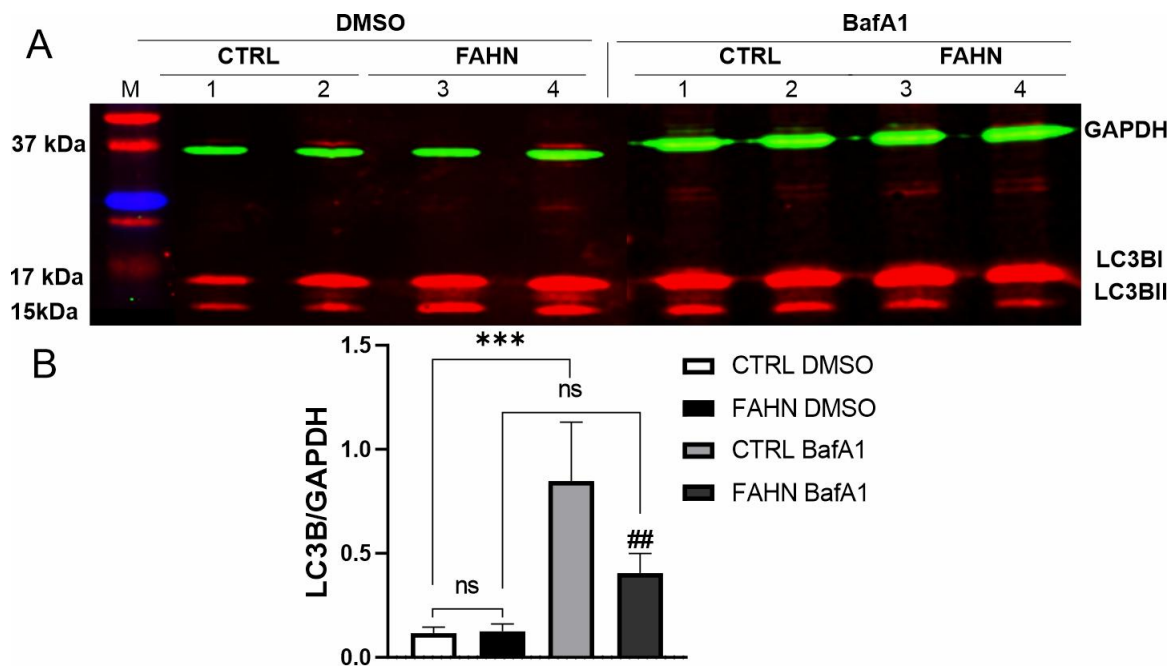 A
DMSO
BafA1
CTRL
FAHN
CTRL
FAHN
M
1
2
3
4
1
2
3
4
37 kDa
GAPDH
17 kDa
LC3BI
LC3BII
15kDa
B
LC3B/GAPDH
1.5
1.0
0.5
0.0
***
ns
ns
##
CTRL DMSO
FAHN DMSO
CTRL BafA1
FAHN BafA1